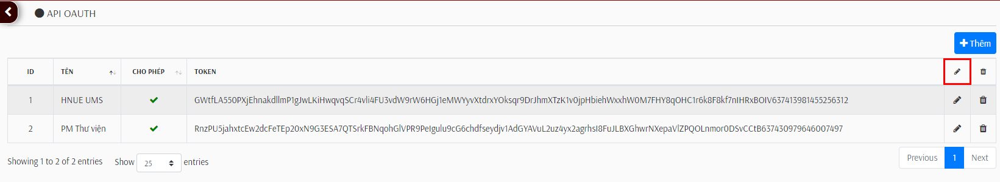 API OAUTH
Thêm
ID TÊN CHO PHÉP TOKEN
1 HNUE UMS GWtfLA550PXjEhnakdllmP1gJwLKiHwqvqSCr4vli4FU3vdW9rW6HGj1eMWYyvXtdrxYOksqr9DrJhmXTzK1v0jpHbiehWxxhW0M7FHY8qOHC1r6k8F8kf7nIHRxBOIV637413981455256312
2 PM Thư viện RnzPU5jahxtcEw2dcFeTEp20xN9G3ESA7QTSrkFBNqohGlVPR9PeIgulu9cG6chdfseydjv1AdGYAVuL2uz4yx2agrhsI8FuJLBXGhwrNXepaVlZPQOLnmor0DSvCCtB637430979646007497
Showing 1 to 2 of 2 entries Show 25 entries Previous 1 Next